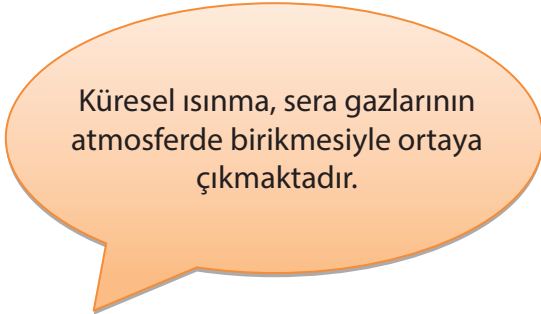 Küresel ısınma, sera gazlarının
atmosferde birikmesiyle ortaya
çıkmaktadır.